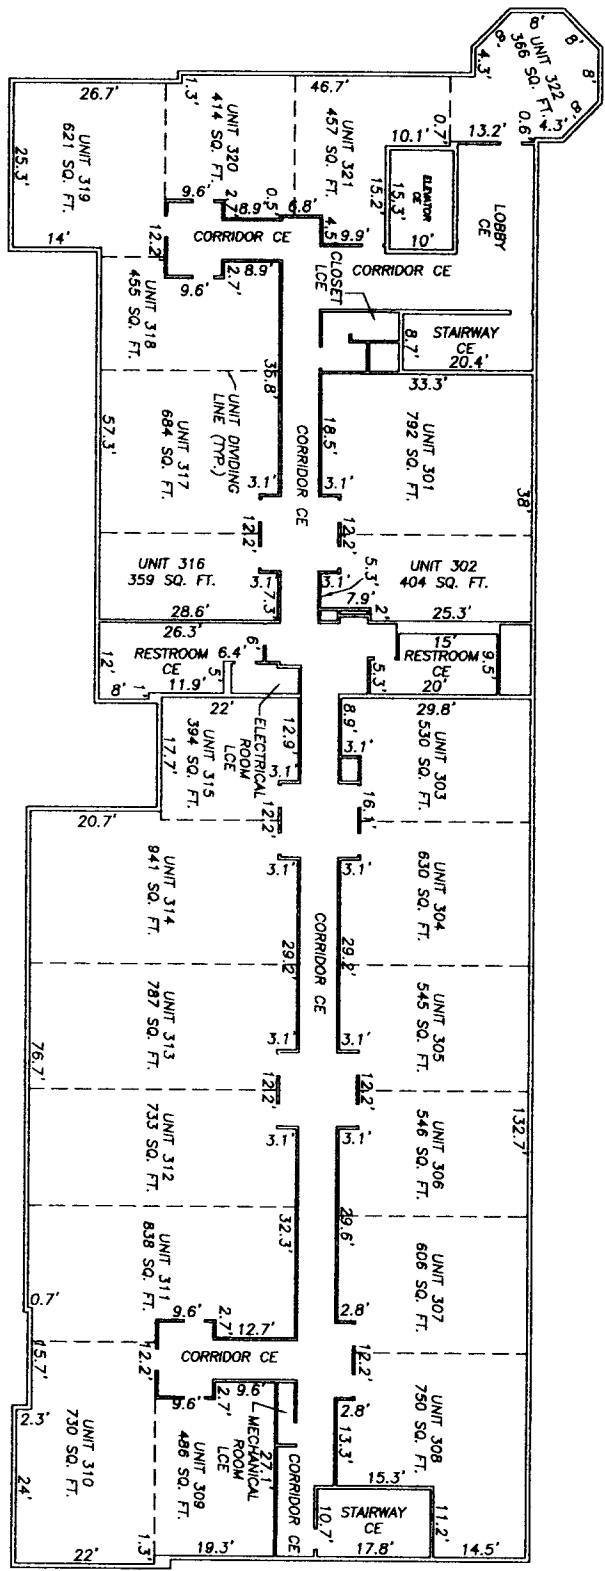 8'
8'
8'
8'
8'
UNIT 322
366 SQ. FT.
4.3'
4.3'
0.6'
13.2'
26.7'
1.3'
46.7'
0.7'
10.1'
UNIT 319
621 SQ. FT.
UNIT 320
414 SQ. FT.
UNIT 321
457 SQ. FT.
25.3'
14'
9.6'
2.7'
8.9'
0.5'
6.8'
4.5'
9.9'
15.2'
15.3'
ELEVATOR
CE
10'
LOBBY
CE
12.2'
CORRIDOR CE
CORRIDOR CE
9.6'
2.7'
8.9'
CLOSET
LCE
UNIT 318
455 SQ. FT.
STAIRWAY
CE
8.7'
20.4'
35.8'
33.3'
UNIT DIVIDING
LINE (TYP.)
57.3'
UNIT 317
684 SQ. FT.
CORRIDOR CE
18.5'
UNIT 301
792 SQ. FT.
38'
3.1'
3.1'
12.2'
12.2'
UNIT 316
359 SQ. FT.
5.3'
UNIT 302
404 SQ. FT.
3.1'
3.1'
7.3'
7.9'
2'
28.6'
25.3'
26.3'
RESTROOM
CE
6'
6.4'
15'
RESTROOM
CE
9.5'
12'
8'
1'
11.9'
5'
5.3'
20'
22'
29.8'
ELECTRICAL
ROOM
LCE
12.9'
8.9'
UNIT 315
394 SQ. FT.
17.7'
UNIT 303
530 SQ. FT.
3.1'
3.1'
20.7'
12.2'
16.1'
3.1'
3.1'
UNIT 314
841 SQ. FT.
UNIT 304
630 SQ. FT.
CORRIDOR CE
29.2'
29.2'
UNIT 313
787 SQ. FT.
UNIT 305
545 SQ. FT.
76.7'
3.1'
3.1'
12.2'
12.2'
132.7'
3.1'
3.1'
UNIT 312
733 SQ. FT.
UNIT 306
546 SQ. FT.
32.3'
29.6'
UNIT 311
838 SQ. FT.
UNIT 307
606 SQ. FT.
0.7'
9.6'
2.7'
12.7'
2.8'
15.7'
12.2'
CORRIDOR CE
12.2'
9.6'
2.7'
9.6'
2.8'
2.3'
UNIT 310
730 SQ. FT.
UNIT 309
486 SQ. FT.
MECHANICAL
ROOM
LCE
27.1'
13.3'
UNIT 308
750 SQ. FT.
24'
CORRIDOR CE
15.3'
10.7'
STAIRWAY
CE
11.2'
22'
1.3'
19.3'
17.8'
14.5'